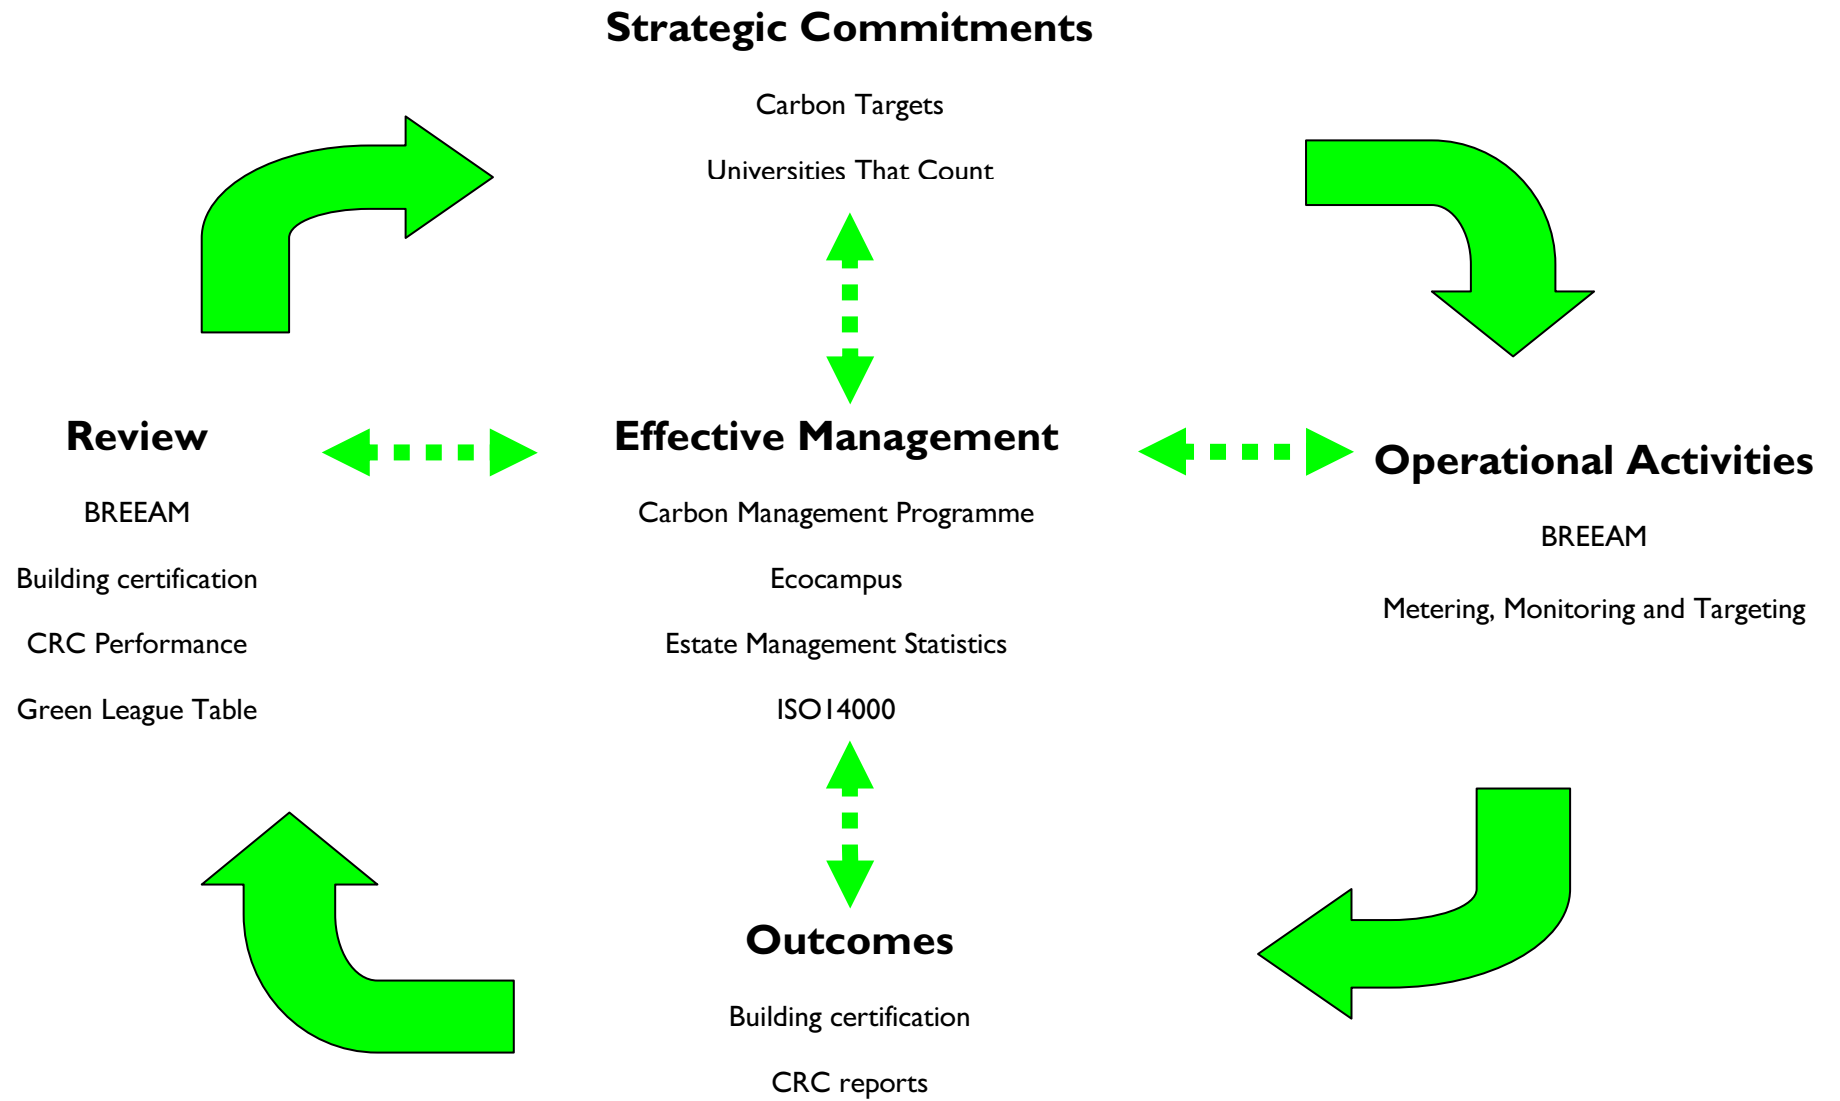 Strategic Commitments
Carbon Targets
Universities That Count
Review
BREEAM
Building certification
CRC Performance
Green League Table
Effective Management
Carbon Management Programme
Ecocampus
Estate Management Statistics
ISO14000
Operational Activities
BREEAM
Metering, Monitoring and Targeting
Outcomes
Building certification
CRC reports